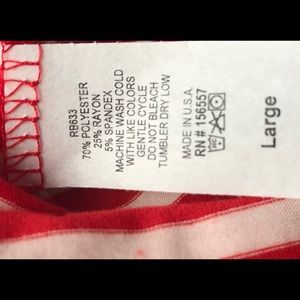 RB633
70% POLYESTER
25% RAYON
5% SPANDEX
MACHINE WASH COLD
WITH LIKE COLORS
GENTLE CYCLE
DO NOT BLEACH
TUMBLER DRY LOW
MADE IN U.S.A.
RN # 156557
Large